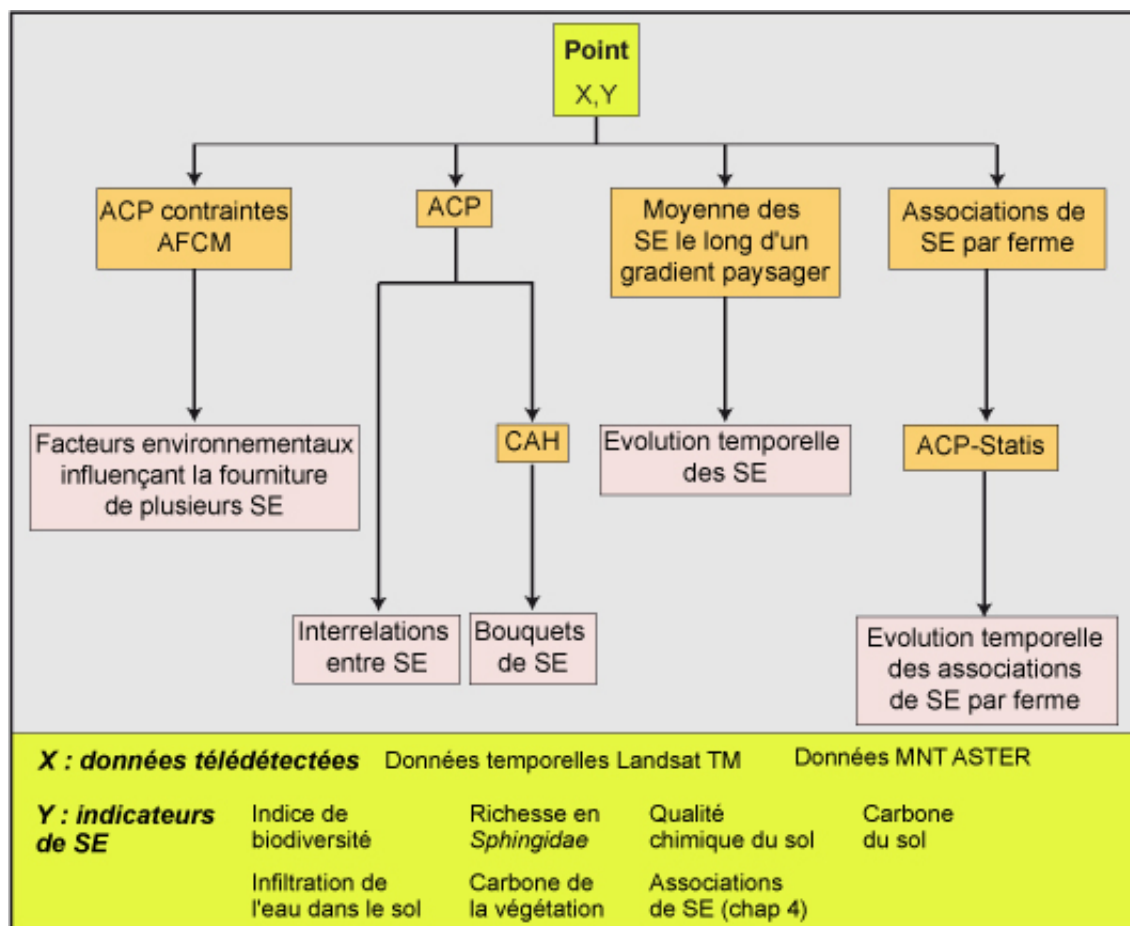 Point
X,Y
ACP contraintes
AFCM
ACP
Moyenne des
SE le long d'un
gradient paysager
Associations de
SE par ferme
Facteurs environnementaux
influençant la fourniture
de plusieurs SE
CAH
Evolution temporelle
des SE
ACP-Statis
Interrelations
entre SE
Bouquets
de SE
Evolution temporelle
des associations
de SE par ferme
X : données télédétectées
Données temporelles Landsat TM
Données MNT ASTER
Y : indicateurs
de SE
Indice de
biodiversité
Richesse en
Sphingidae
Qualité
chimique du sol
Carbone
du sol
Infiltration de
l'eau dans le sol
Carbone de
la végétation
Associations
de SE (chap 4)